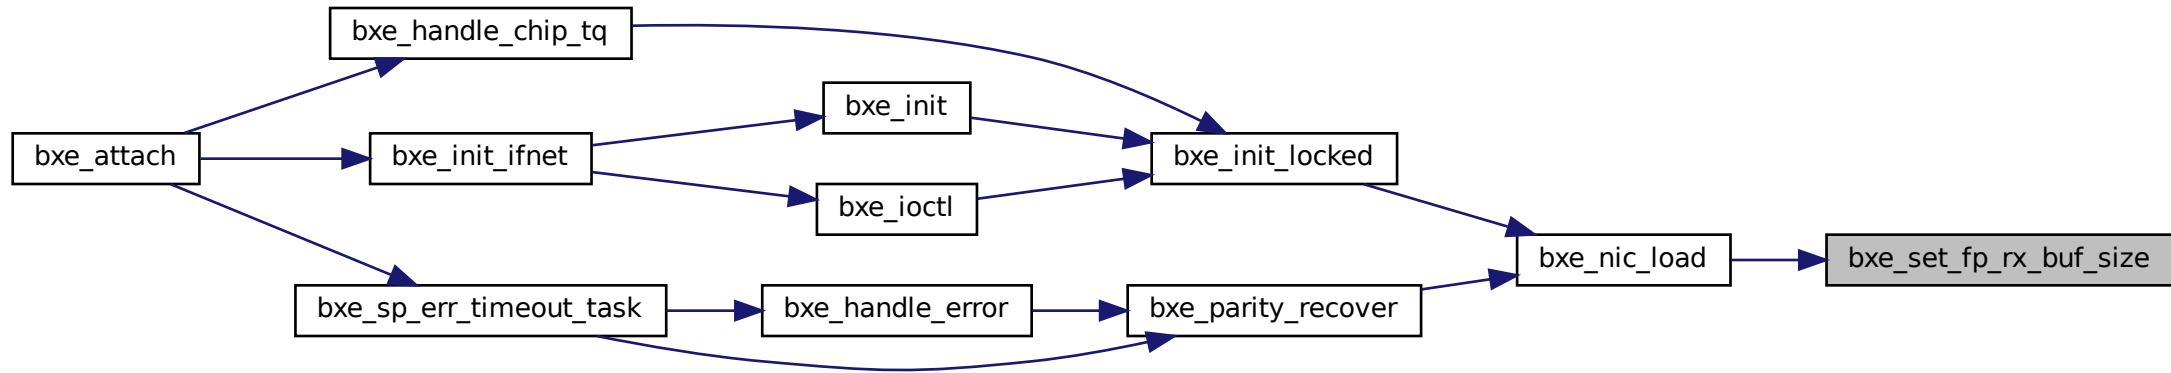 bxe_handle_chip_tq
bxe_init
bxe_attach
bxe_init_ifnet
bxe_init_locked
bxe_ioctl
bxe_nic_load
bxe_set_fp_rx_buf_size
bxe_sp_err_timeout_task
bxe_handle_error
bxe_parity_recover